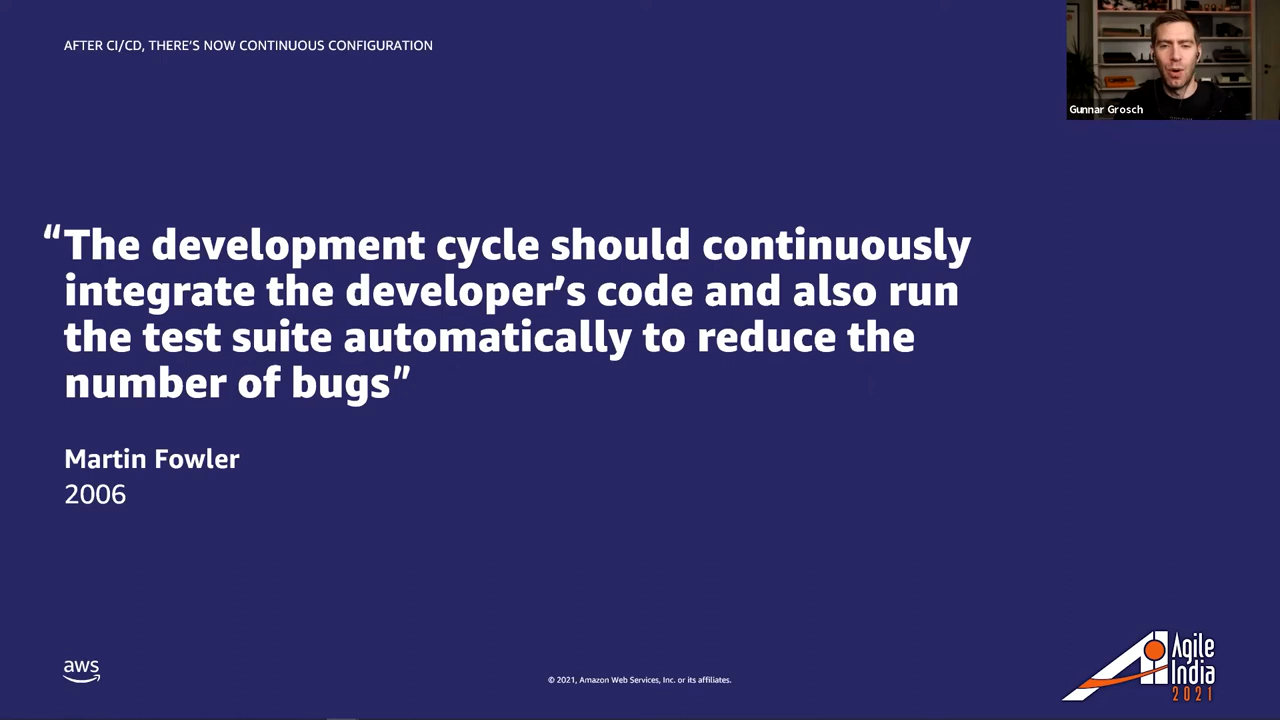 AFTER CI/CD, THERE'S NOW CONTINUOUS CONFIGURATION
Gunnar Grosch
“The development cycle should continuously
integrate the developer’s code and also run
the test suite automatically to reduce the
number of bugs”
Martin Fowler
2006
aws
© 2021, Amazon Web Services, Inc. or its affiliates.
Agile
India
2021